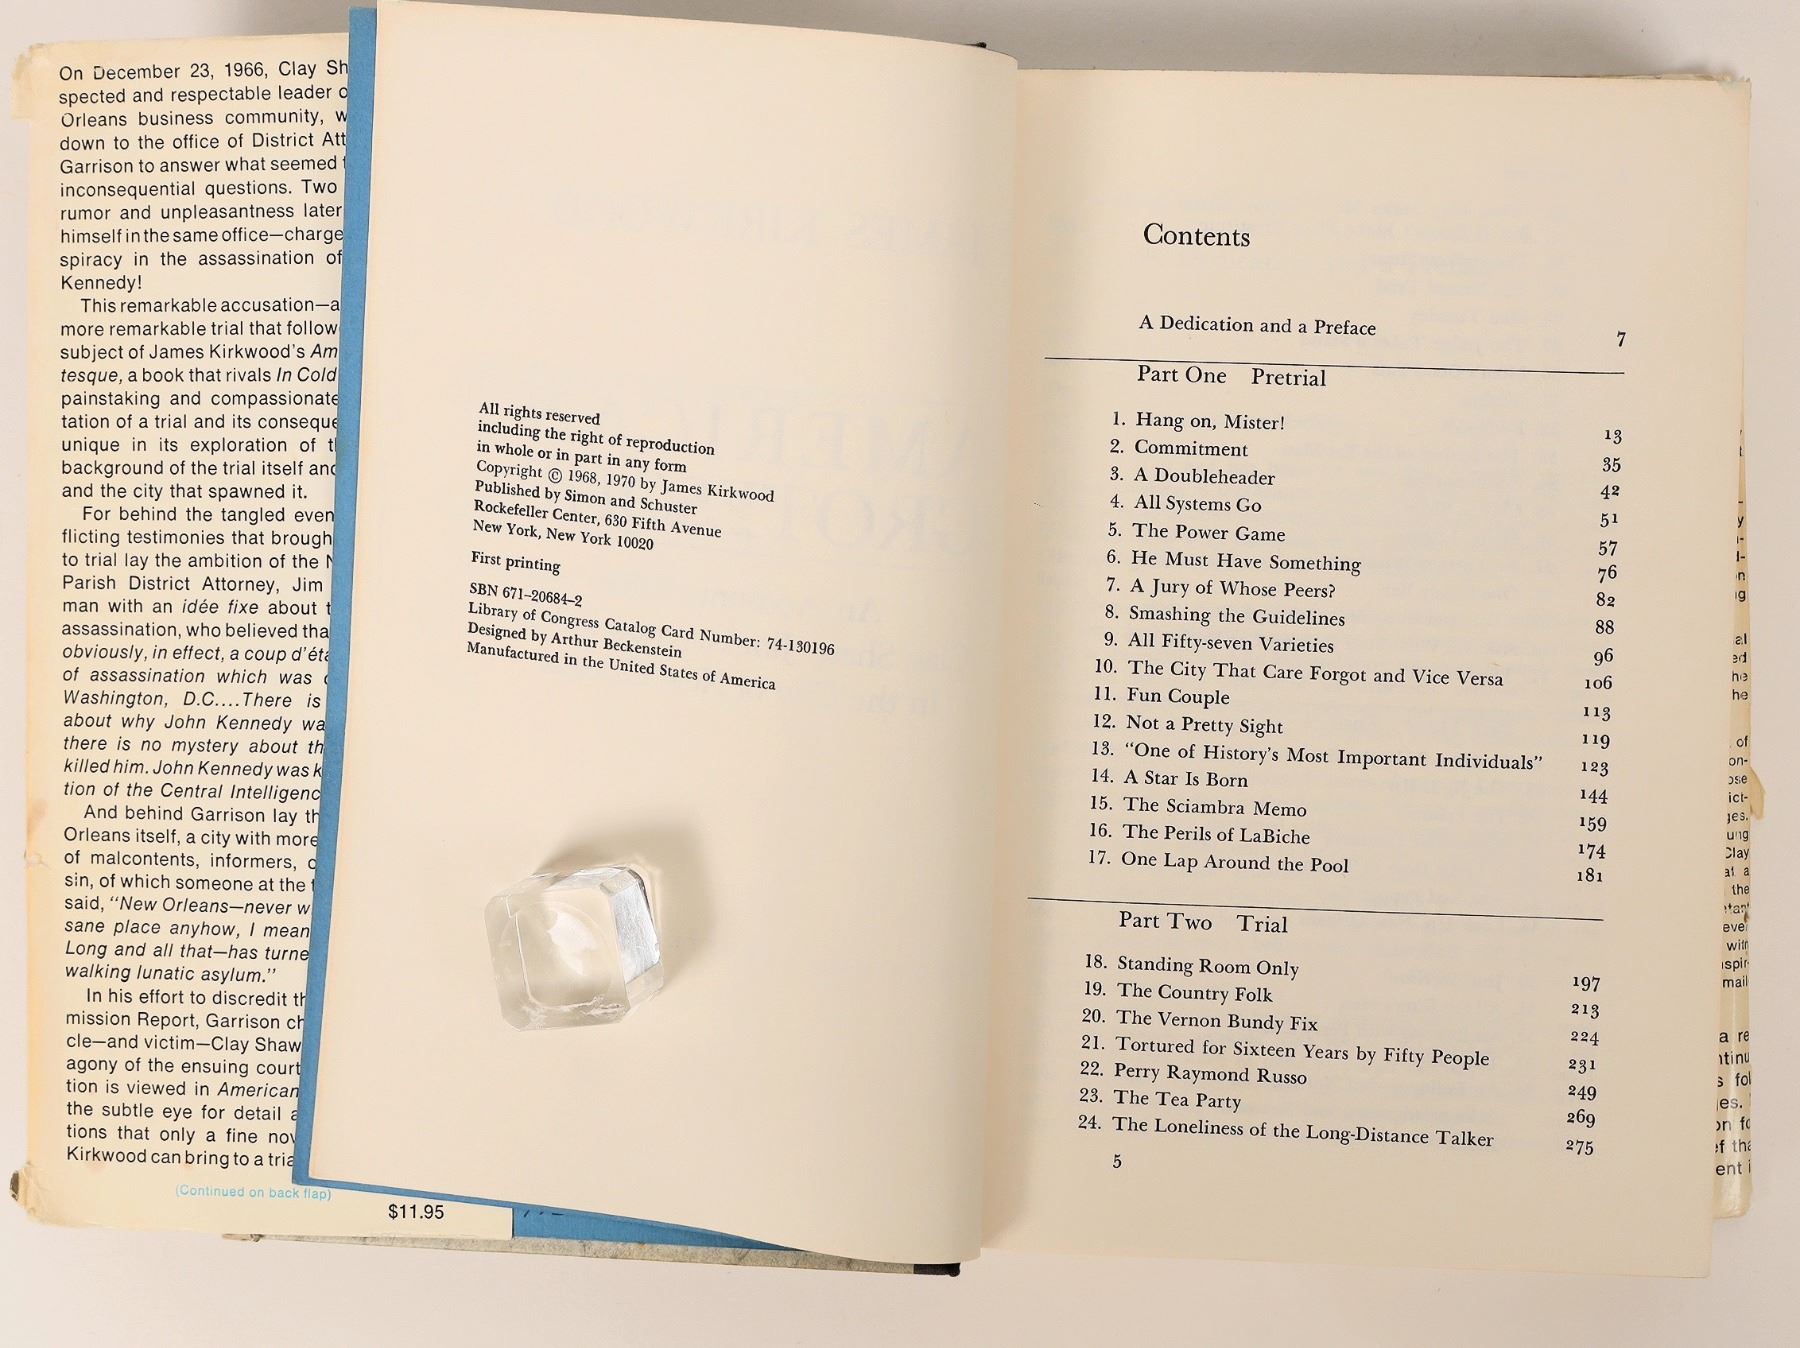 On December 23, 1966, Clay Sh
spected and respectable leader o
Orleans business community, w
down to the office of District Att
Garrison to answer what seemed t
inconsequential questions. Two
rumor and unpleasantness later
himself in the same office—charge
spiracy in the assassination of
Kennedy!
This remarkable accusation—a
more remarkable trial that follow
subject of James Kirkwood's Am
tesque, a book that rivals In Cold
painstaking and compassionate
tation of a trial and its conseque
unique in its exploration of t
background of the trial itself and
and the city that spawned it.
For behind the tangled even
flicting testimonies that brough
to trial lay the ambition of the N
Parish District Attorney, Jim
man with an idée fixe about t
assassination, who believed tha
obviously, in effect, a coup d'éta
of assassination which was
Washington, D.C....There is
about why John Kennedy wa
there is no mystery about th
killed him. John Kennedy was k
tion of the Central Intelligenc
And behind Garrison lay th
Orleans itself, a city with more
of malcontents, informers, c
sin, of which someone at the t
said, "New Orleans—never w
sane place anyhow, I mean
Long and all that—has turne
walking lunatic asylum."
In his effort to discredit th
mission Report, Garrison ch
cle—and victim—Clay Shaw
agony of the ensuing court
tion is viewed in American
the subtle eye for detail a
tions that only a fine nov
Kirkwood can bring to a tria
(Continued on back flap)
$11.95
All rights reserved
including the right of reproduction
in whole or in part in any form
Copyright © 1968, 1970 by James Kirkwood
Published by Simon and Schuster
Rockefeller Center, 630 Fifth Avenue
New York, New York 10020
First printing
SBN 671-20684-2
Library of Congress Catalog Card Number: 74-130196
Designed by Arthur Beckenstein
Manufactured in the United States of America
Contents
A Dedication and a Preface 7
Part One Pretrial
1. Hang on, Mister! 13
2. Commitment 35
3. A Doubleheader 42
4. All Systems Go 51
5. The Power Game 57
6. He Must Have Something 76
7. A Jury of Whose Peers? 82
8. Smashing the Guidelines 88
9. All Fifty-seven Varieties 96
10. The City That Care Forgot and Vice Versa 106
11. Fun Couple 113
12. Not a Pretty Sight 119
13. "One of History's Most Important Individuals" 123
14. A Star Is Born 144
15. The Sciambra Memo 159
16. The Perils of LaBiche 174
17. One Lap Around the Pool 181
Part Two Trial
18. Standing Room Only 197
19. The Country Folk 213
20. The Vernon Bundy Fix 224
21. Tortured for Sixteen Years by Fifty People 231
22. Perry Raymond Russo 249
23. The Tea Party 269
24. The Loneliness of the Long-Distance Talker 275
5